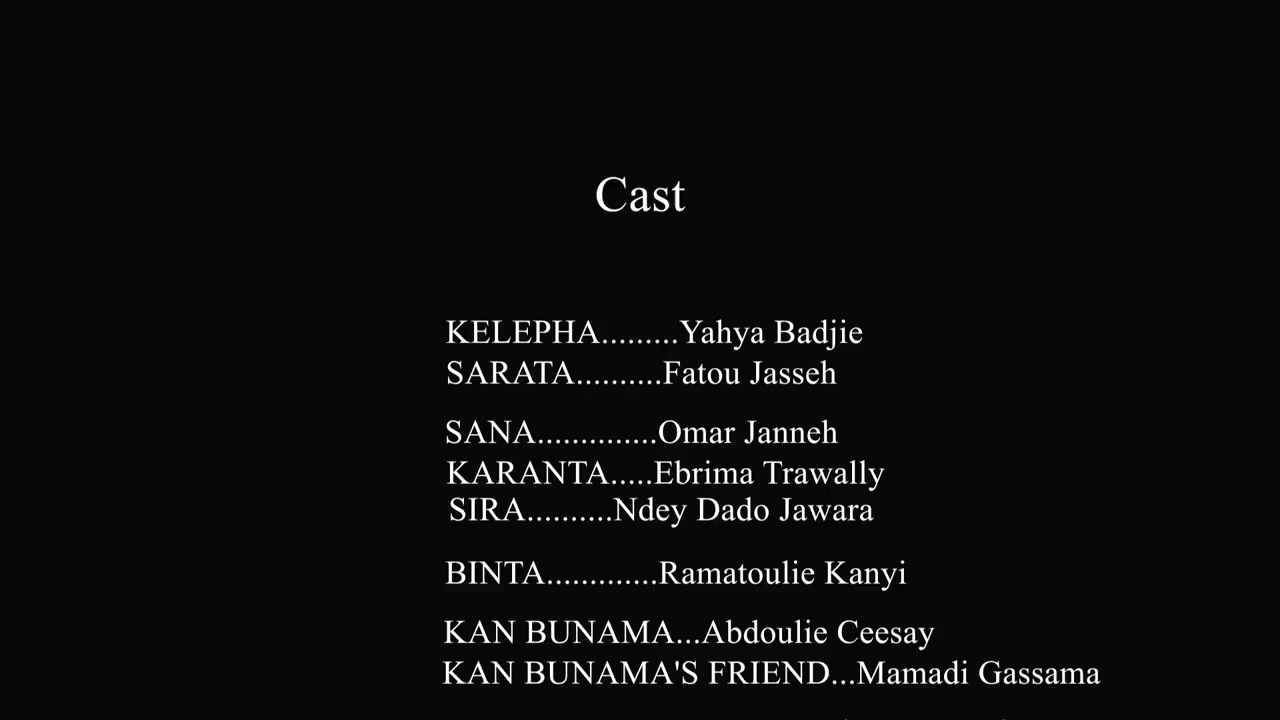 Cast
KELEPHA.........Yahya Badjie
SARATA..........Fatou Jasseh
SANA..............Omar Janneh
KARANTA.....Ebrima Trawally
SIRA..........Ndey Dado Jawara
BINTA.............Ramatoulie Kanyi
KAN BUNAMA...Abdoulie Ceesay
KAN BUNAMA'S FRIEND...Mamadi Gassama